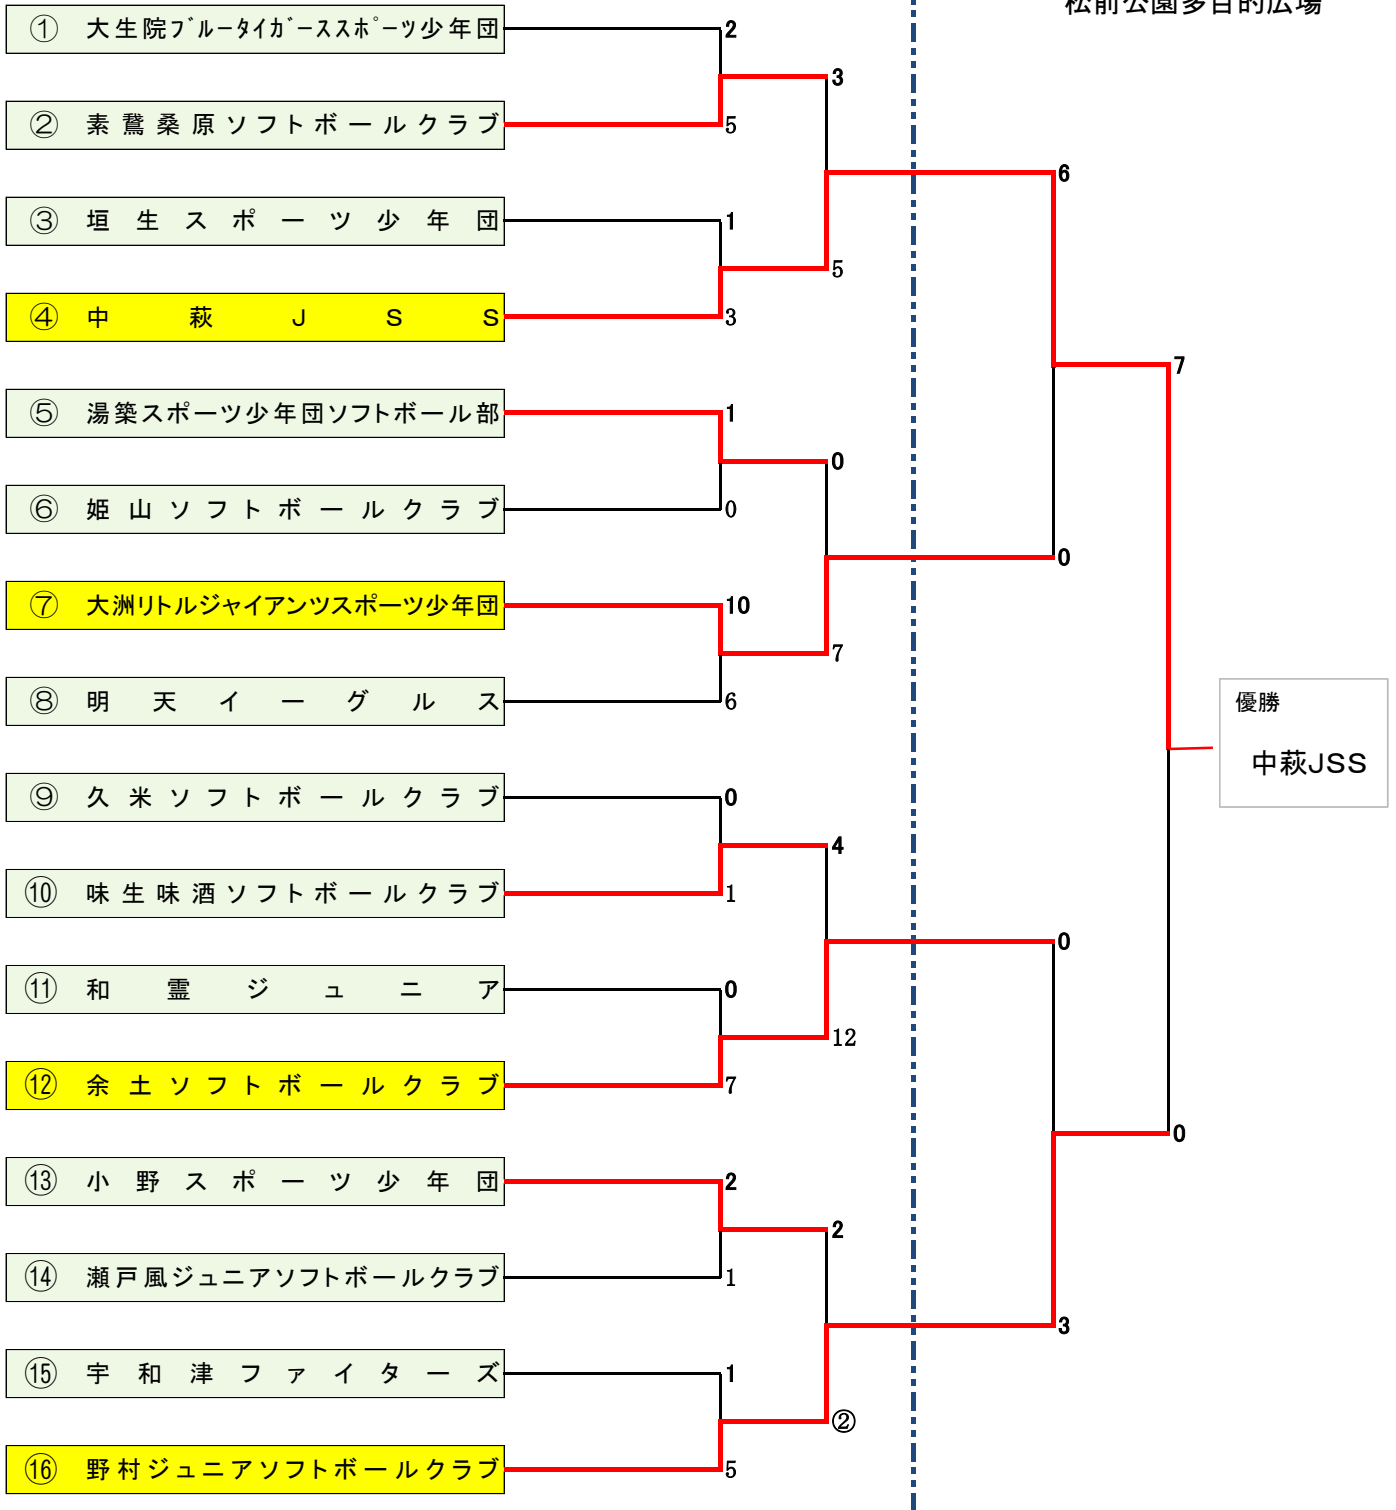 松前公園多目的広場
① 大生院ﾌﾞﾙｰﾀｲｶﾞｰｽスﾎﾟｰツ少年団 2
3
② 素鵞桑原ソフトボールクラブ 5
6
③ 垣生スポーツ少年団 1
5
④ 中萩JSS 3
7
⑤ 湯築スポーツ少年団ソフトボール部 1
0
⑥ 姫山ソフトボールクラブ 0
0
⑦ 大洲リトルジャイアンツスポーツ少年団 10
7
⑧ 明天イーグルス 6
優勝
中萩JSS
⑨ 久米ソフトボールクラブ 0
4
⑩ 味生味酒ソフトボールクラブ 1
0
⑪ 和霊ジュニア 0
12
⑫ 余土ソフトボールクラブ 7
0
⑬ 小野スポーツ少年団 2
2
⑭ 瀬戸風ジュニアソフトボールクラブ 1
3
⑮ 宇和津ファイターズ 1
②
⑯ 野村ジュニアソフトボールクラブ 5